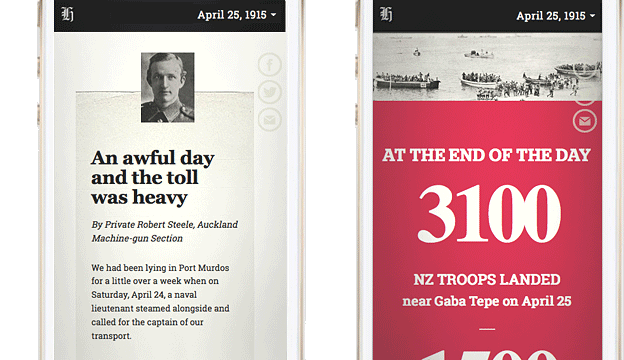 H
April 25, 1915
An awful day
and the toll
was heavy
By Private Robert Steele, Auckland
Machine-gun Section
We had been lying in Port Murdos
for a little over a week when on
Saturday, April 24, a naval
lieutenant steamed alongside and
called for the captain of our
transport.
H
April 25, 1915
AT THE END OF THE DAY
3100
NZ TROOPS LANDED
near Gaba Tepe on April 25